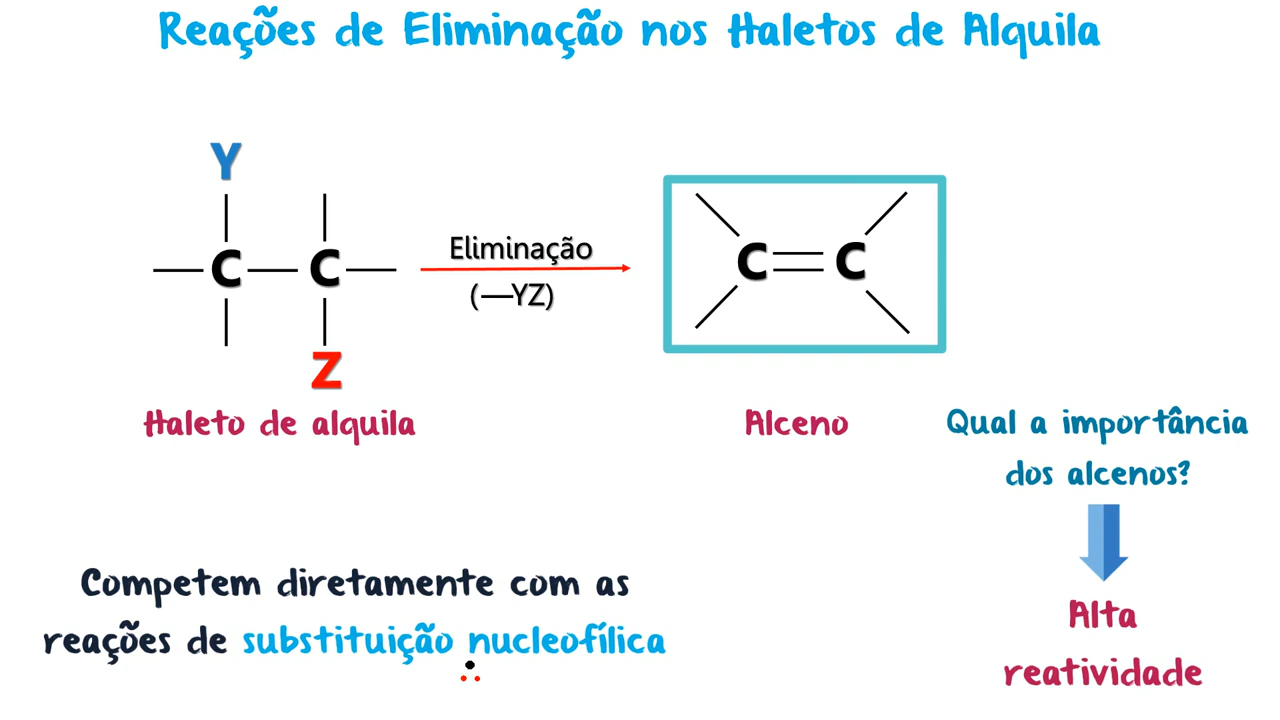 Reações de Eliminação nos Haletos de Alquila
Y
C C
Z
Eliminação
(—YZ)
C C
Haleto de alquila
Alceno
Qual a importância
dos alcenos?
Alta
reatividade
Competem diretamente com as
reações de substituição nucleofílica